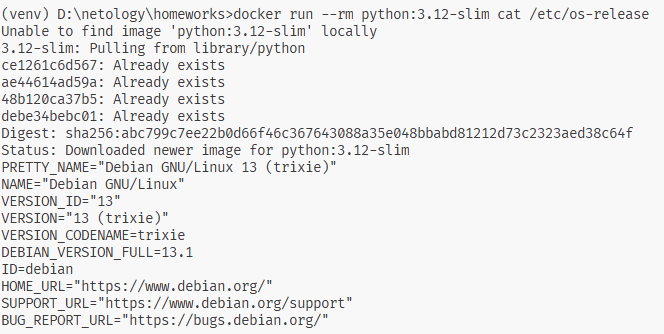 (venv) D:\netology\homeworks>docker run --rm python:3.12-slim cat /etc/os-release
Unable to find image 'python:3.12-slim' locally
3.12-slim: Pulling from library/python
ce1261c6d567: Already exists
ae44614ad59a: Already exists
48b120ca37b5: Already exists
debe34bebc01: Already exists
Digest: sha256:abc799c7ee22b0d66f46c367643088a35e048bbabd81212d73c2323aed38c64f
Status: Downloaded newer image for python:3.12-slim
PRETTY_NAME="Debian GNU/Linux 13 (trixie)"
NAME="Debian GNU/Linux"
VERSION_ID="13"
VERSION="13 (trixie)"
VERSION_CODENAME=trixie
DEBIAN_VERSION_FULL=13.1
ID=debian
HOME_URL="https://www.debian.org/"
SUPPORT_URL="https://www.debian.org/support"
BUG_REPORT_URL="https://bugs.debian.org/"